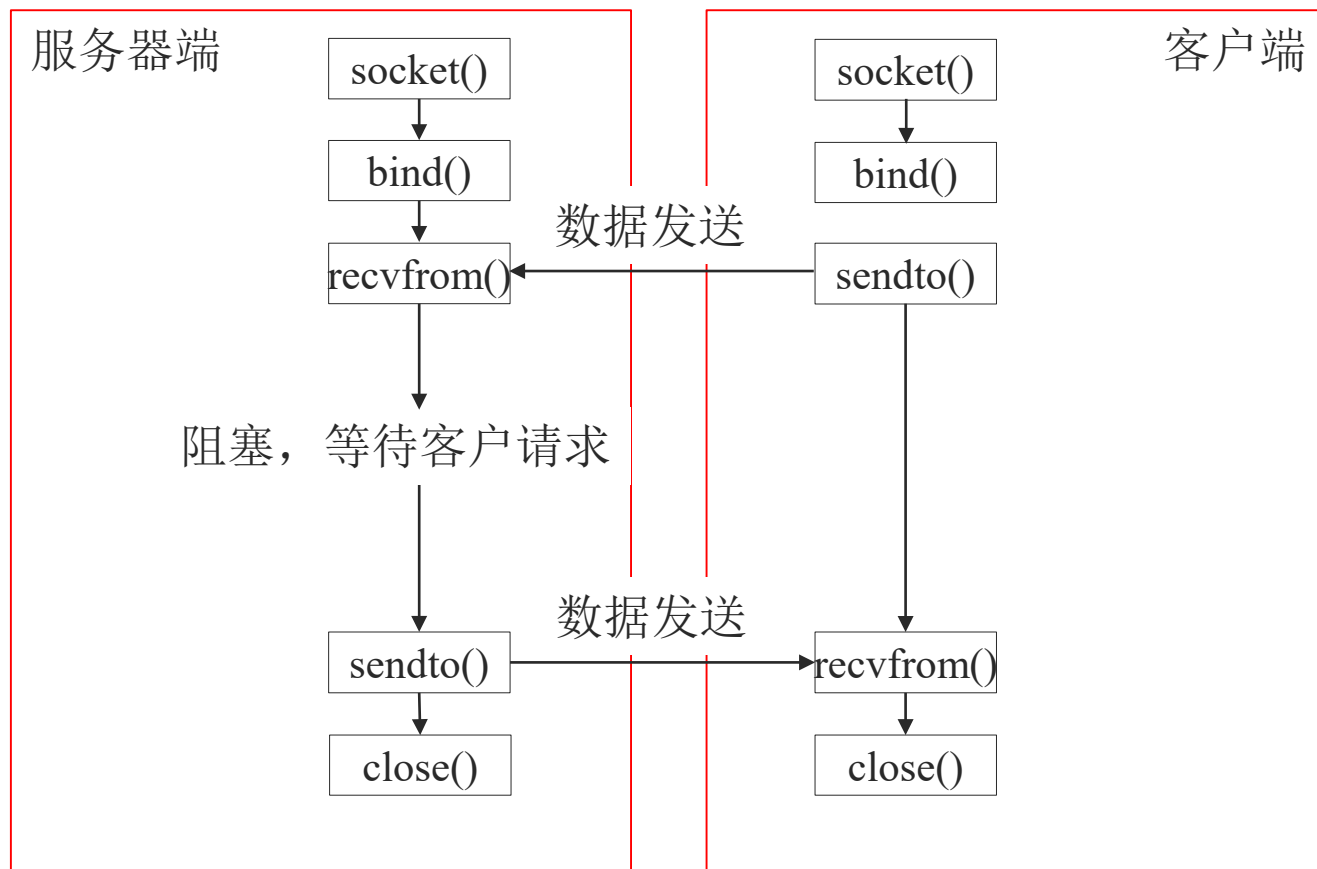 服务器端
客户端
socket()
socket()
bind()
bind()
数据发送
recvfrom()
sendto()
阻塞，等待客户请求
数据发送
sendto()
recvfrom()
close()
close()